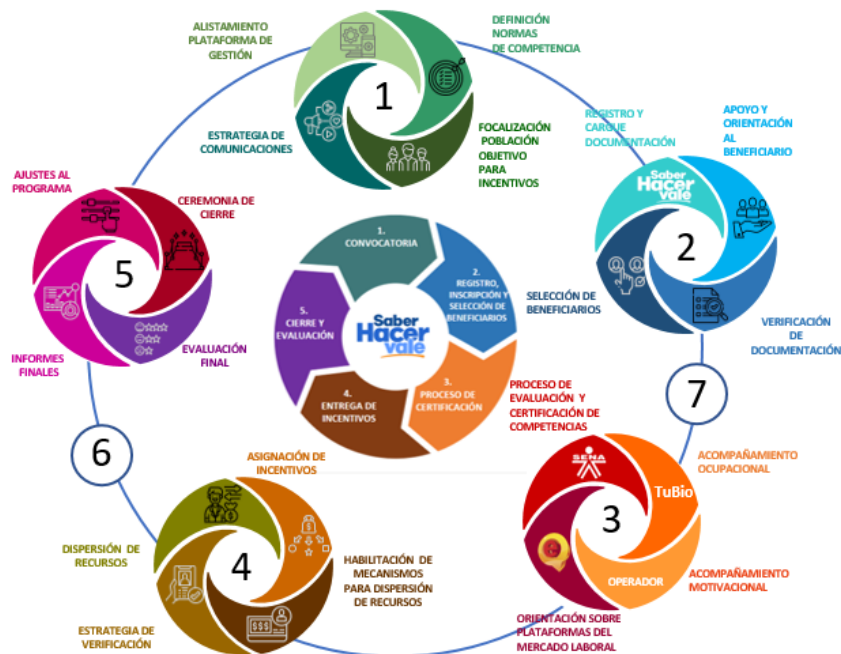 ALISTAMIENTO
PLATAFORMA DE
GESTIÓN
DEFINICIÓN
NORMAS
DE COMPETENCIA
1
ESTRATEGIA DE
COMUNICACIONES
FOCALIZACIÓN
POBLACIÓN
OBJETIVO
PARA
INCENTIVOS
REGISTRO Y
CARGUE
DOCUMENTACIÓN
APOYO Y
ORIENTACIÓN
AL
BENEFICIARIO
Saber
Hacer
vale
2
SELECCIÓN DE
BENEFICIARIOS
VERIFICACIÓN
DE
DOCUMENTACIÓN
AJUSTES AL
PROGRAMA
CEREMONIA DE
CIERRE
5
INFORMES
FINALES
EVALUACIÓN
FINAL
1.
CONVOCATORIA
2.
REGISTRO,
INSCRIPCIÓN Y
SELECCIÓN DE
BENEFICIARIOS
5.
CIERRE Y
EVALUACIÓN
Saber
Hacer
vale
4.
ENTREGA DE
INCENTIVOS
3.
PROCESO DE
CERTIFICACIÓN
7
6
PROCESO DE
EVALUACIÓN Y
CERTIFICACIÓN DE
COMPETENCIAS
SENA
ACOMPAÑAMIENTO
OCUPACIONAL
TuBio
3
OPERADOR
ACOMPAÑAMIENTO
MOTIVACIONAL
ORIENTACIÓN SOBRE
PLATAFORMAS DEL
MERCADO LABORAL
ASIGNACIÓN DE
INCENTIVOS
DISPERSIÓN DE
RECURSOS
4
HABILITACIÓN DE
MECANISMOS
PARA DISPERSIÓN
DE RECURSOS
$$$
ESTRATEGIA DE
VERIFICACIÓN